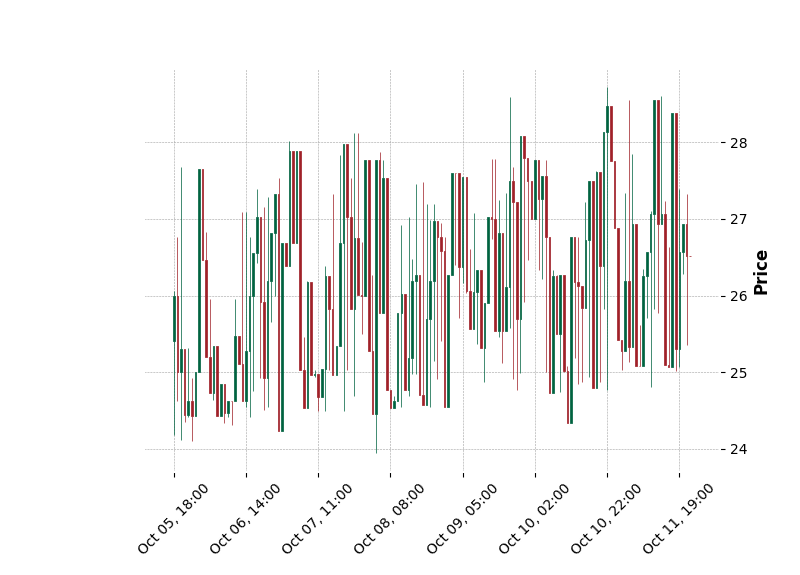 28
27
26
25
24
Price
Oct 05, 18:00
Oct 06, 14:00
Oct 07, 11:00
Oct 08, 08:00
Oct 09, 05:00
Oct 10, 02:00
Oct 10, 22:00
Oct 11, 19:00